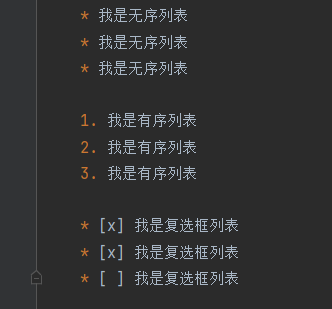 * 我是无序列表
* 我是无序列表
* 我是无序列表
1. 我是有序列表
2. 我是有序列表
3. 我是有序列表
* [x] 我是复选框列表
* [x] 我是复选框列表
* [ ] 我是复选框列表